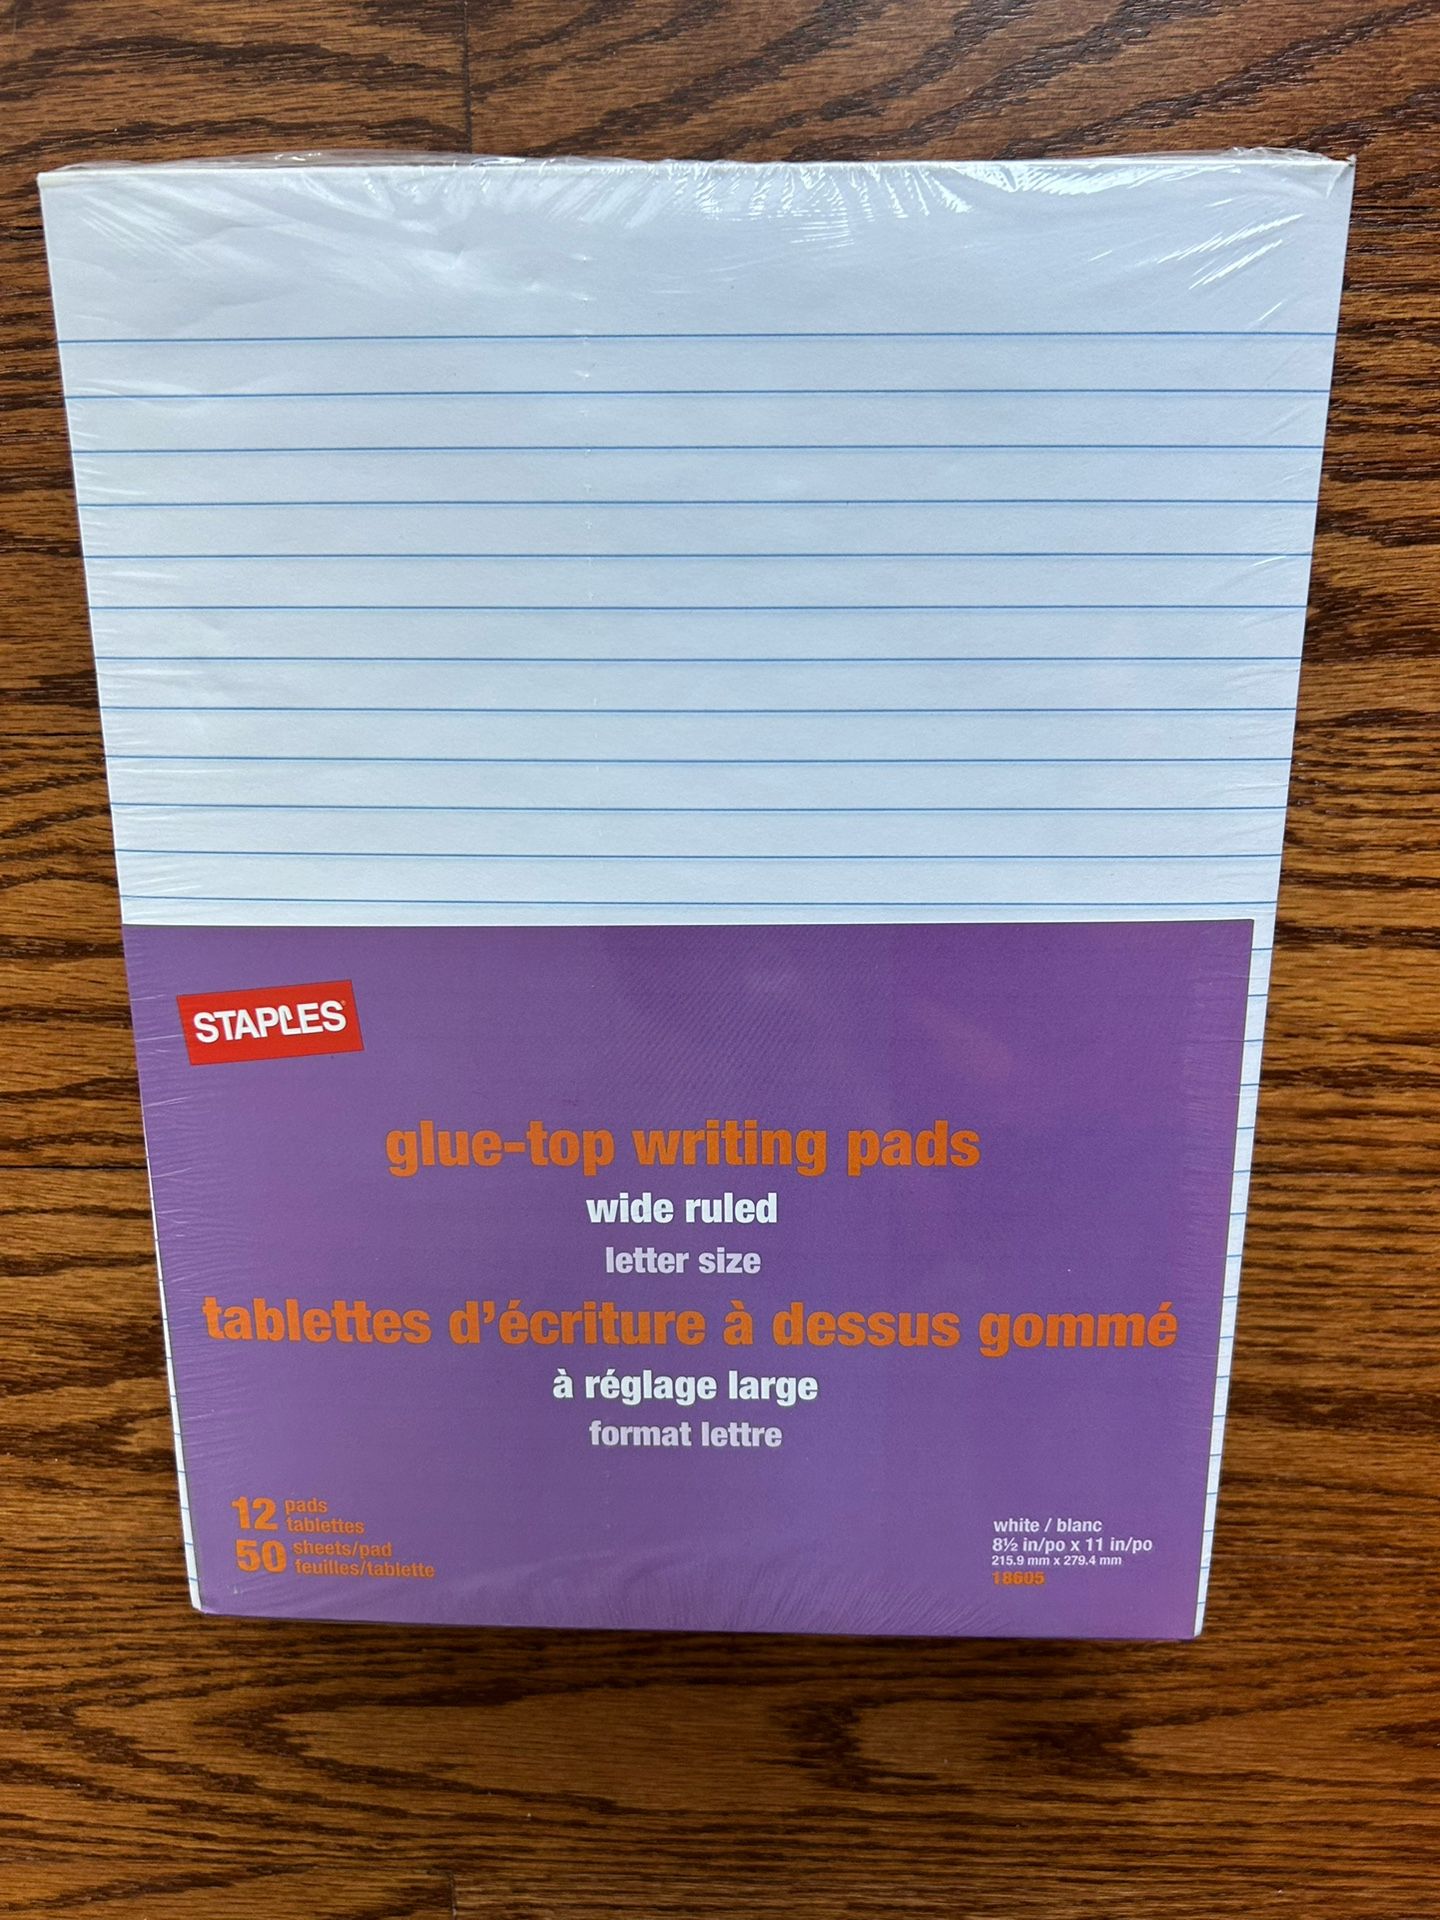 STAPLES®
glue-top writing pads
wide ruled
letter size
tablettes d'écriture à dessus gommé
à réglage large
format lettre
12 pads
tablettes
50 sheets/pad
feuilles/tablette
white / blanc
8½ in/po x 11 in/po
215.9 mm x 279.4 mm
18605